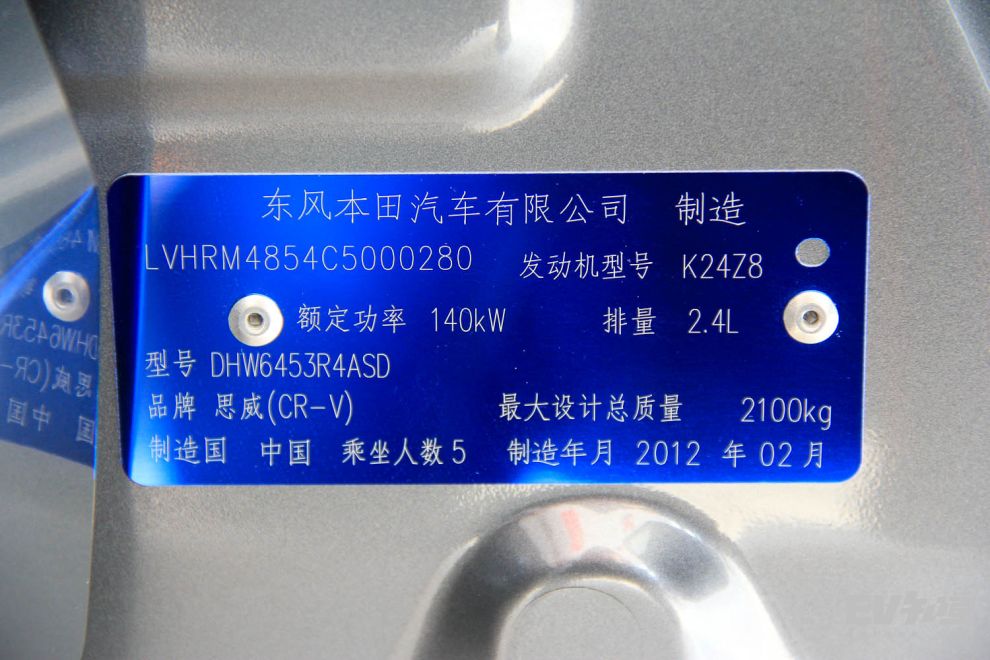 东风本田汽车有限公司 制造
LVHRM4854C5000280 发动机型号 K24Z8
额定功率 140kW 排量 2.4L
型号 DHW6453R4ASD
品牌 思威(CR-V) 最大设计总质量 2100kg
制造国 中国 乘坐人数 5 制造年月 2012 年 02 月